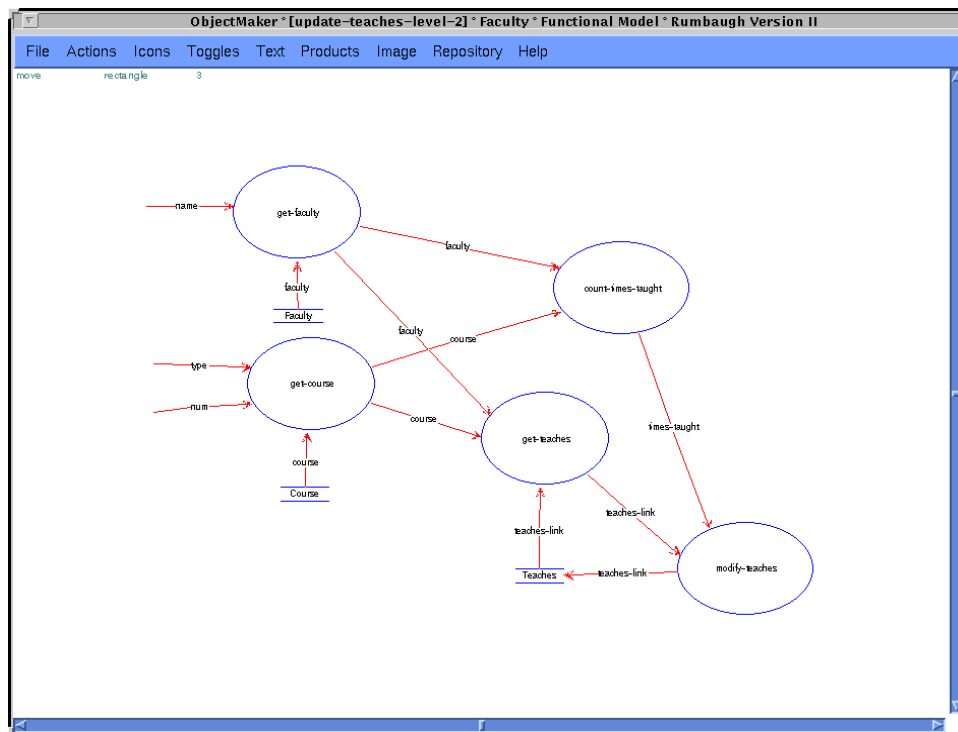 ObjectMaker * [update-teaches-level-2] * Faculty * Functional Model * Rumbaugh Version II
File Actions Icons Toggles Text Products Image Repository Help
move rectangle 3
name
get-faculty
faculty
faculty
count-times-taught
faculty
Faculty
faculty
course
type
get-course
num
course
get-teaches
times-taught
course
Course
teaches-link
teaches-link
modify-teaches
Teaches
teaches-link